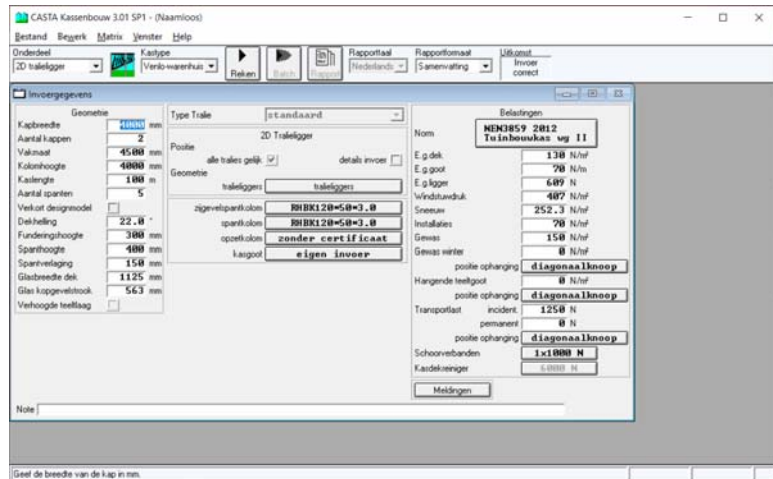 CASTA Kassenbouw 3.01 SP1 - (Naamloos)
Bestand Bewerk Matrix Venster Help
Onderdeel Kastype Rapporttaal Rapportformaat Uitkomst
2D tralieligger Venlo-warenhuis Reken Batch Rapport Nederlands Samenvatting Invoer correct
Invoergegevens
Geometrie
Kapbreedte 4000 mm
Aantal kappen 2
Vakmaat 4500 mm
Kolomhoogte 4000 mm
Kaslengte 100 m
Aantal spanten 5
Verkort designmodel
Dekhelling 22.0 °
Funderingshoogte 300 mm
Spanthoogte 400 mm
Spantverlaging 150 mm
Glasbreedte dek 1125 mm
Glas kopgevelstrook. 563 mm
Verhoogde teeltlaag
Type Tralie standaard
2D Tralieligger
Positie
alle tralies gelijk details invoer
Geometrie
tralieliggers tralieliggers
zijgevelspantkolom RHBK120*50*3.0
spantkolom RHBK120*50*3.0
opzetkolom zonder certificaat
kasgoot eigen invoer
Belastingen
Norm NEN3859 2012 Tuinbouwkas wg II
E.g.dek 130 N/m²
E.g.goot 70 N/m
E.g.ligger 609 N
Windstuwdruk 407 N/m²
Sneeuw 252.3 N/m²
Installaties 70 N/m²
Gewas 150 N/m²
Gewas winter 0 N/m²
positie ophanging diagonaalknoop
Hangende teeltgoot 0 N/m²
positie ophanging diagonaalknoop
Transportlast incident. 1250 N
permanent 0 N
positie ophanging diagonaalknoop
Schoorverbanden 1x1000 N
Kasdekreiniger 6000 N
Meldingen
Note
Geef de breedte van de kap in mm.